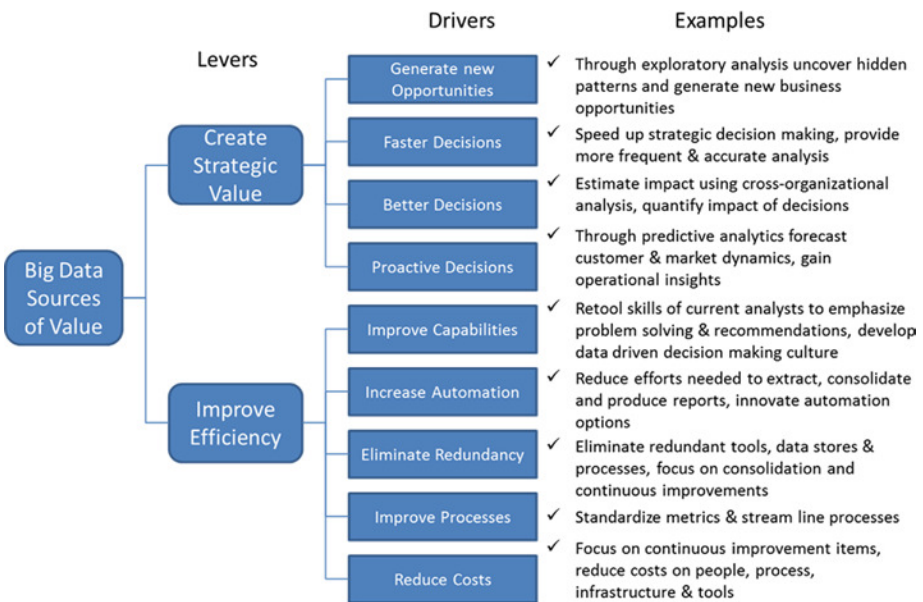 Drivers
Examples
Levers
Generate new
Opportunities
✓ Through exploratory analysis uncover hidden
patterns and generate new business
opportunities
Create
Strategic
Value
Faster Decisions
✓ Speed up strategic decision making, provide
more frequent & accurate analysis
Better Decisions
✓ Estimate impact using cross-organizational
analysis, quantify impact of decisions
Proactive Decisions
✓ Through predictive analytics forecast
customer & market dynamics, gain
operational insights
Big Data
Sources
of Value
Improve Capabilities
✓ Retool skills of current analysts to emphasize
problem solving & recommendations, develop
data driven decision making culture
Improve
Efficiency
Increase Automation
✓ Reduce efforts needed to extract, consolidate
and produce reports, innovate automation
options
Eliminate Redundancy
✓ Eliminate redundant tools, data stores &
processes, focus on consolidation and
continuous improvements
Improve Processes
✓ Standardize metrics & stream line processes
Reduce Costs
✓ Focus on continuous improvement items,
reduce costs on people, process,
infrastructure & tools